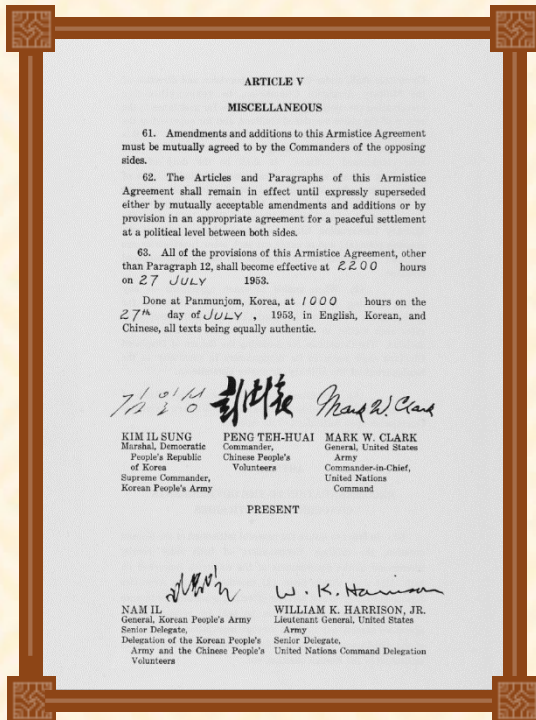 ARTICLE V
MISCELLANEOUS
61. Amendments and additions to this Armistice Agreement
must be mutually agreed to by the Commanders of the opposing
sides.
62. The Articles and Paragraphs of this Armistice
Agreement shall remain in effect until expressly superseded
either by mutually acceptable amendments and additions or by
provision in an appropriate agreement for a peaceful settlement
at a political level between both sides.
63. All of the provisions of this Armistice Agreement, other
than Paragraph 12, shall become effective at 2200 hours
on 27 JULY 1953.
Done at Panmunjom, Korea, at 1000 hours on the
27th day of JULY , 1953, in English, Korean, and
Chinese, all texts being equally authentic.
김일성
KIM IL SUNG
Marshal, Democratic
People's Republic
of Korea
Supreme Commander,
Korean People's Army
PENG TEH-HUAI
Commander,
Chinese People's
Volunteers
Mark W. Clark
MARK W. CLARK
General, United States
Army
Commander-in-Chief,
United Nations
Command
PRESENT
NAM IL
General, Korean People's Army
Senior Delegate,
Delegation of the Korean People's
Army and the Chinese People's
Volunteers
W. K. Harrison
WILLIAM K. HARRISON, JR.
Lieutenant General, United States
Army
Senior Delegate,
United Nations Command Delegation